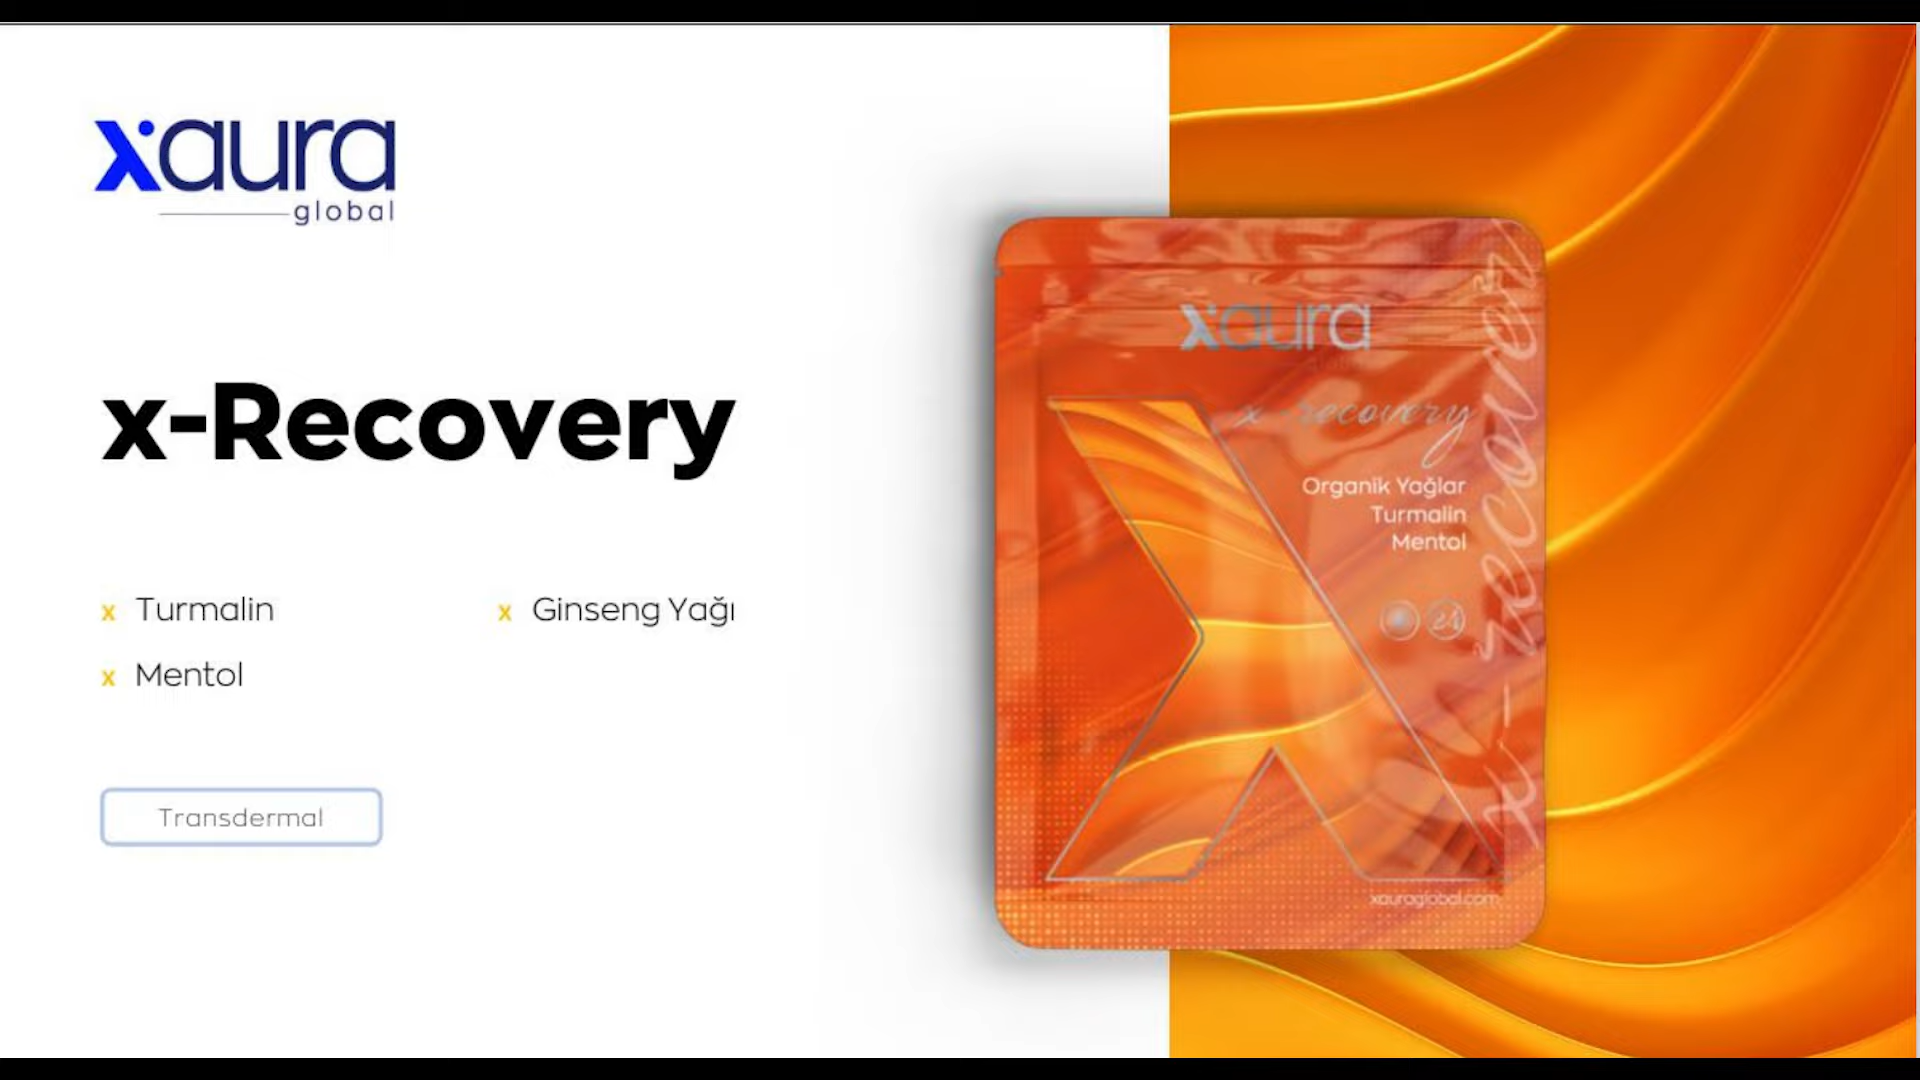 xaura
global
x-Recovery
x Turmalin
x Ginseng Yağı
x Mentol
Transdermal
xaura
x-recovery
Organik Yağlar
Turmalin
Mentol
24
x-recovery
xauraglobal.com